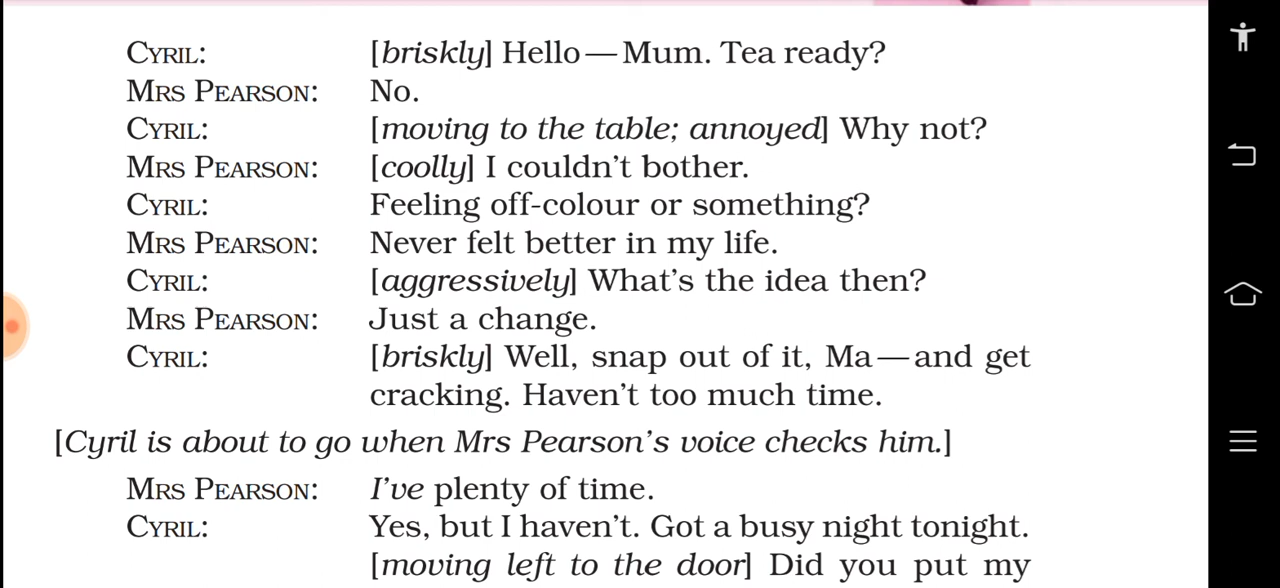 CYRIL: [briskly] Hello—Mum. Tea ready?
MRS PEARSON: No.
CYRIL: [moving to the table; annoyed] Why not?
MRS PEARSON: [coolly] I couldn't bother.
CYRIL: Feeling off-colour or something?
MRS PEARSON: Never felt better in my life.
CYRIL: [aggressively] What's the idea then?
MRS PEARSON: Just a change.
CYRIL: [briskly] Well, snap out of it, Ma—and get
cracking. Haven't too much time.
[Cyril is about to go when Mrs Pearson's voice checks him.]
MRS PEARSON: I've plenty of time.
CYRIL: Yes, but I haven't. Got a busy night tonight.
[moving left to the door] Did you put my